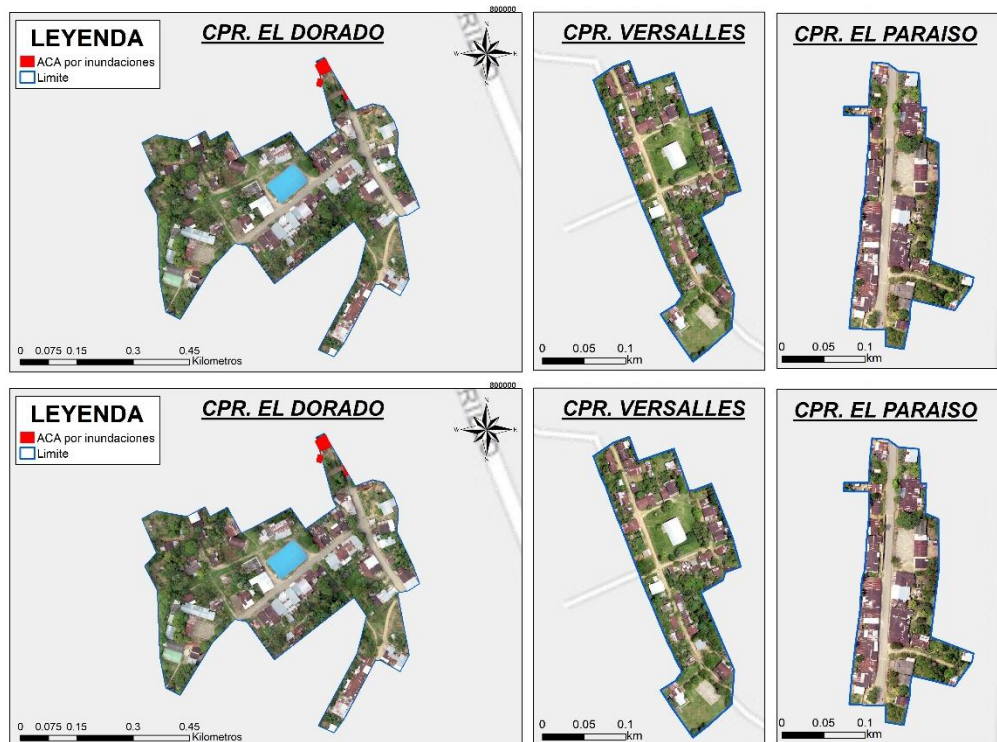 LEYENDA
ACA por inundaciones
Limite
CPR. EL DORADO
800000
N
W
E
S
0 0.075 0.15 0.3 0.45
Kilometros
CPR. VERSALLES
0 0.05 0.1
km
CPR. EL PARAISO
0 0.05 0.1
km
LEYENDA
ACA por inundaciones
Limite
CPR. EL DORADO
800000
N
W
E
S
0 0.075 0.15 0.3 0.45
Kilometros
CPR. VERSALLES
0 0.05 0.1
km
CPR. EL PARAISO
0 0.05 0.1
km